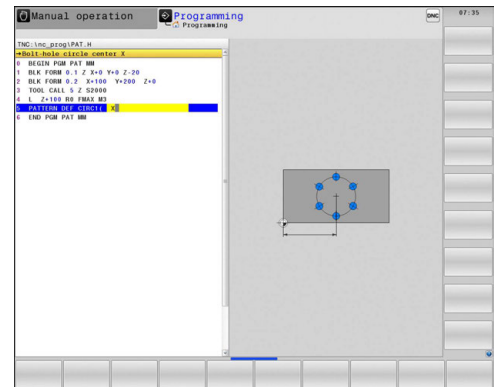 Manual operation
Programming
Programming
DNC
07:35
TNC:\nc_prog\PAT.H
→Bolt-hole circle center X
0 BEGIN PGM PAT MM
1 BLK FORM 0.1 Z X+0 Y+0 Z-20
2 BLK FORM 0.2 X+100 Y+200 Z+0
3 TOOL CALL 5 Z S2000
4 L Z+100 R0 FMAX M3
5 PATTERN DEF CIRC1( X
6 END PGM PAT MM